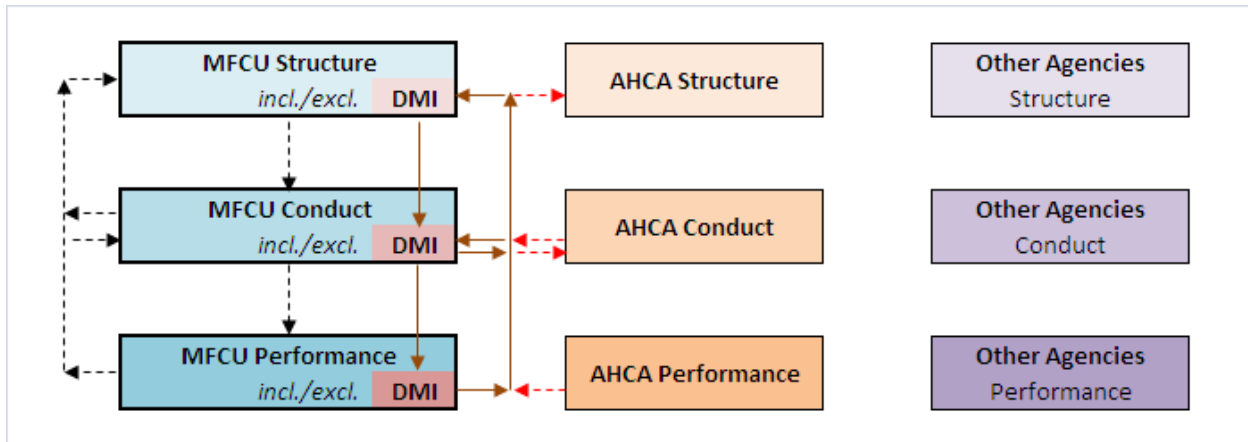 MFCU Structure
incl./excl. DMI
AHCA Structure
Other Agencies
Structure
MFCU Conduct
incl./excl. DMI
AHCA Conduct
Other Agencies
Conduct
MFCU Performance
incl./excl. DMI
AHCA Performance
Other Agencies
Performance